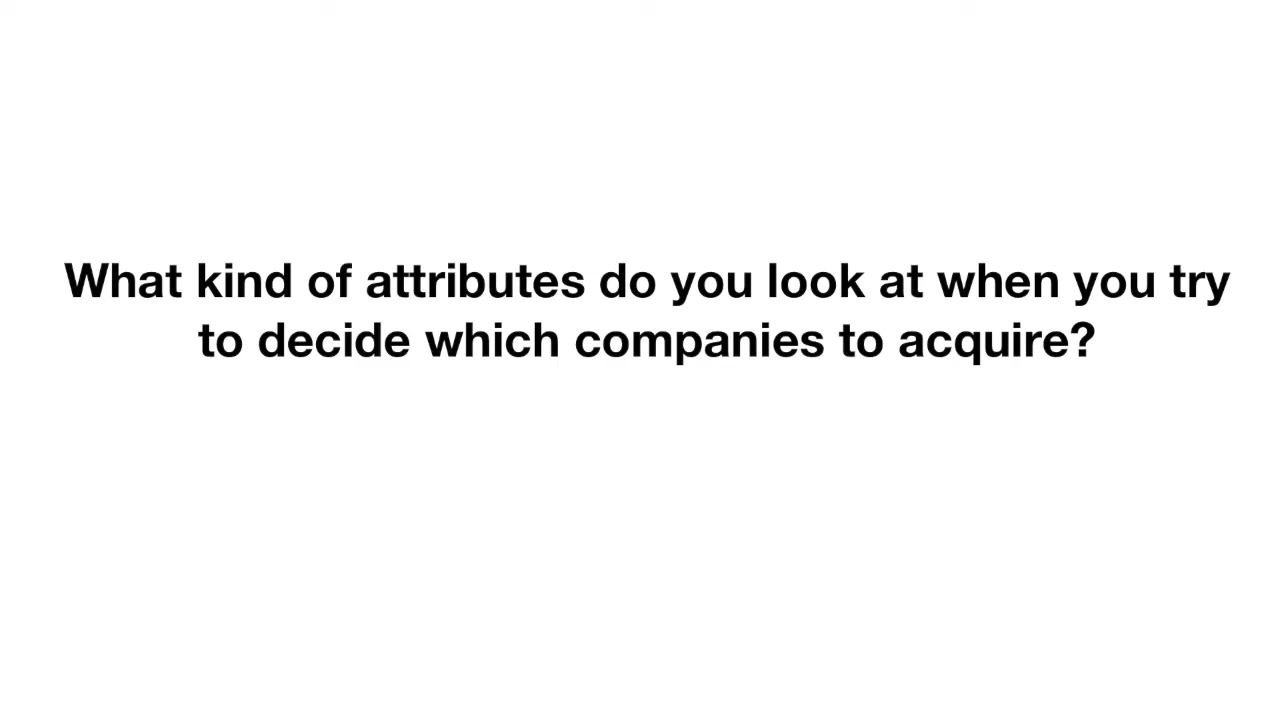 What kind of attributes do you look at when you try
to decide which companies to acquire?